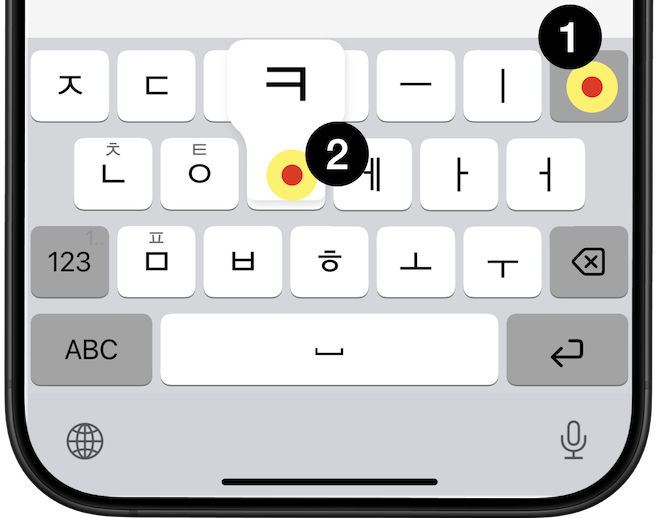 1
ㅋ
ㅈ ㄷ ㅡ ㅣ
2
ㅊ ㅌ
ㄴ ㅇ ㅔ ㅏ ㅓ
1.. ㅍ
123 ㅁ ㅂ ㅎ ㅗ ㅜ
ABC